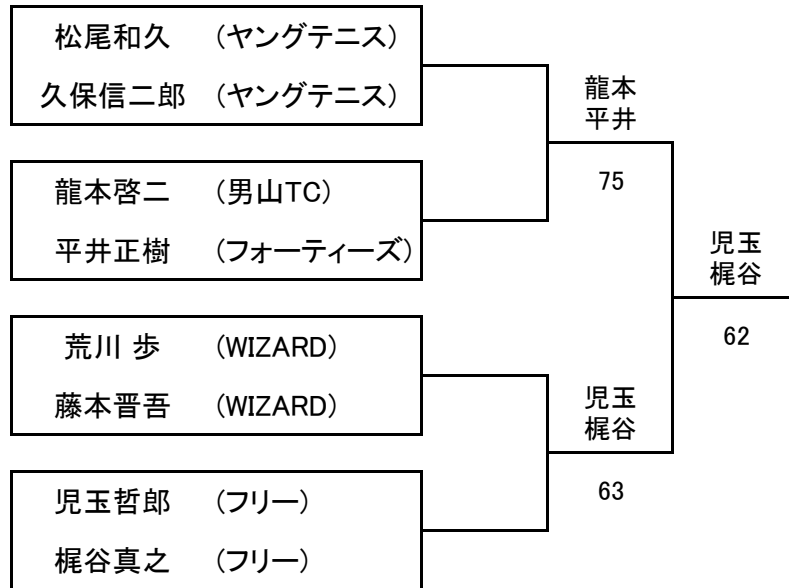 松尾和久 (ヤングテニス)
久保信二郎 (ヤングテニス)
龍本啓二 (男山TC)
平井正樹 (フォーティーズ)
荒川 歩 (WIZARD)
藤本晋吾 (WIZARD)
児玉哲郎 (フリー)
梶谷真之 (フリー)
龍本
平井
75
児玉
梶谷
63
児玉
梶谷
62